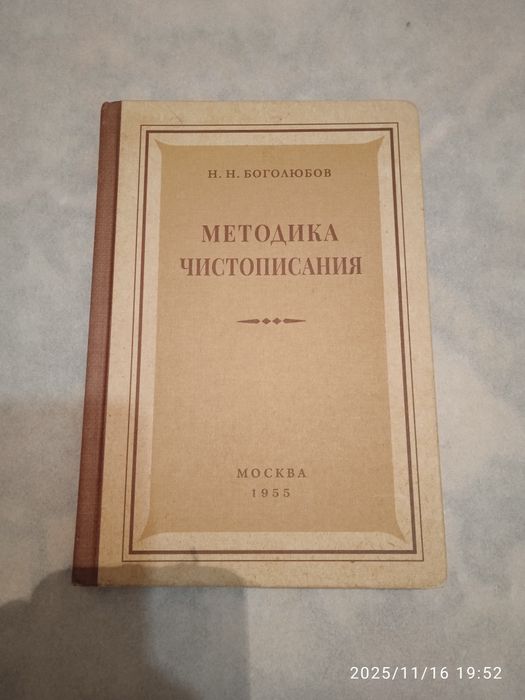 Н. Н. БОГОЛЮБОВ
МЕТОДИКА
ЧИСТОПИСАНИЯ
МОСКВА
1955
2025/11/16 19:52